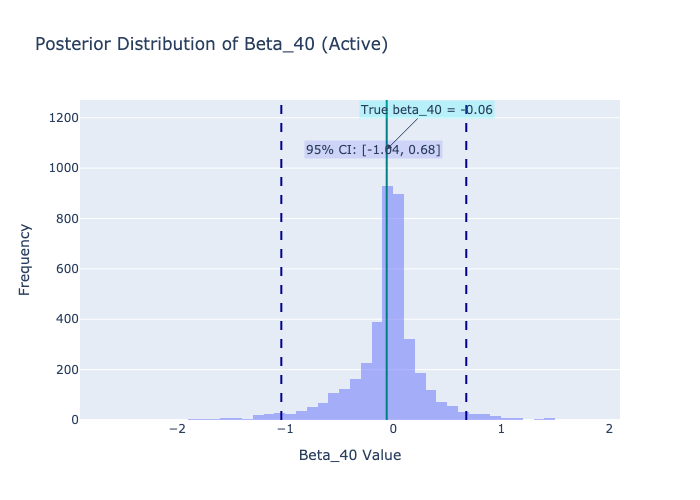 Posterior Distribution of Beta_40 (Active)
True beta_40 = -0.06
95% CI: [-1.04, 0.68]
1200
1000
800
600
400
200
0
Frequency
−2
−1
0
1
2
Beta_40 Value